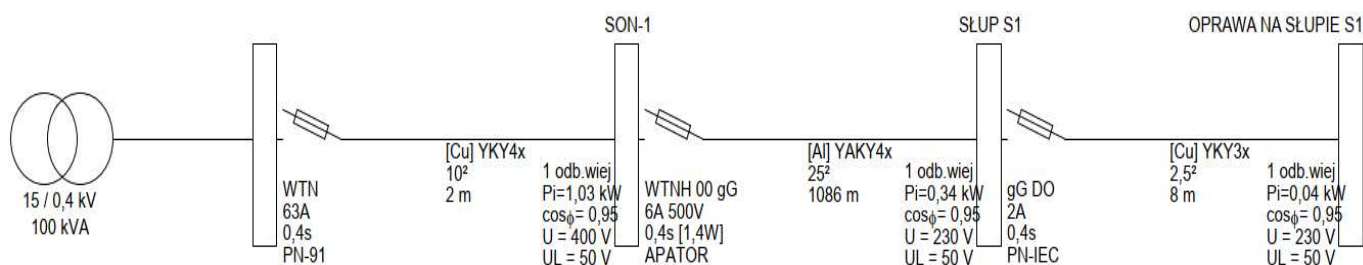 SON-1
SŁUP S1
OPRAWA NA SŁUPIE S1
15 / 0,4 kV
100 kVA
WTN
63A
0,4s
PN-91
[Cu] YKY4x
10²
2 m
1 odb.wiej
Pi=1,03 kW
cosϕ= 0,95
U = 400 V
UL = 50 V
WTNH 00 gG
6A 500V
0,4s [1,4W]
APATOR
[Al] YAKY4x
25²
1086 m
1 odb.wiej
Pi=0,34 kW
cosϕ= 0,95
U = 230 V
UL = 50 V
gG DO
2A
0,4s
PN-IEC
[Cu] YKY3x
2,5²
8 m
1 odb.wiej
Pi=0,04 kW
cosϕ= 0,95
U = 230 V
UL = 50 V